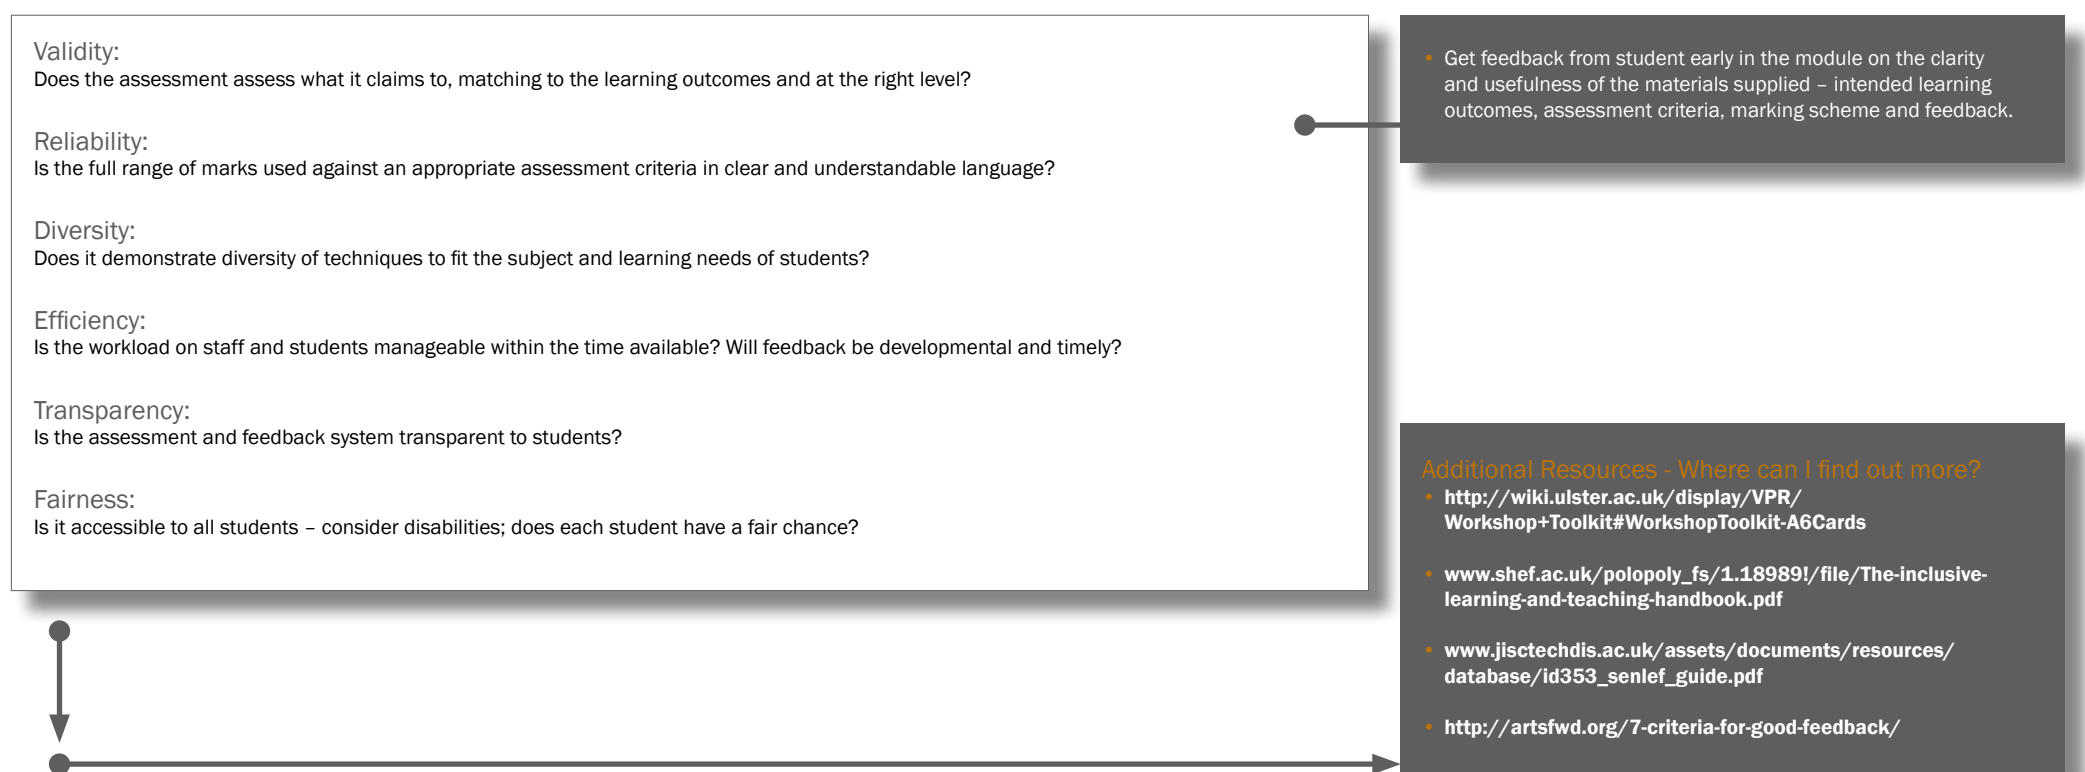 Validity:
Does the assessment assess what it claims to, matching to the learning outcomes and at the right level?
Reliability:
Is the full range of marks used against an appropriate assessment criteria in clear and understandable language?
Diversity:
Does it demonstrate diversity of techniques to fit the subject and learning needs of students?
Efficiency:
Is the workload on staff and students manageable within the time available? Will feedback be developmental and timely?
Transparency:
Is the assessment and feedback system transparent to students?
Fairness:
Is it accessible to all students – consider disabilities; does each student have a fair chance?
• Get feedback from student early in the module on the clarity
and usefulness of the materials supplied – intended learning
outcomes, assessment criteria, marking scheme and feedback.
Additional Resources - Where can I find out more?
• http://wiki.ulster.ac.uk/display/VPR/
Workshop+Toolkit#WorkshopToolkit-A6Cards
• www.shef.ac.uk/polopoly_fs/1.18989!/file/The-inclusive-
learning-and-teaching-handbook.pdf
• www.jisctechdis.ac.uk/assets/documents/resources/
database/id353_senlef_guide.pdf
• http://artsfwd.org/7-criteria-for-good-feedback/